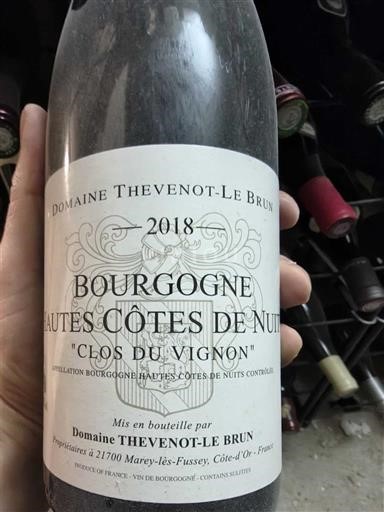 DOMAINE THEVENOT-LE BRUN
2018
BOURGOGNE
HAUTES CÔTES DE NUITS
"CLOS DU VIGNON"
APPELLATION BOURGOGNE HAUTES CÔTES DE NUITS CONTRÔLÉE
Mis en bouteille par
Domaine THEVENOT-LE BRUN
Propriétaires à 21700 Marey-lès-Fussey, Côte-d'Or - France
PRODUCE OF FRANCE - VIN DE BOURGOGNE - CONTAINS SULFITES